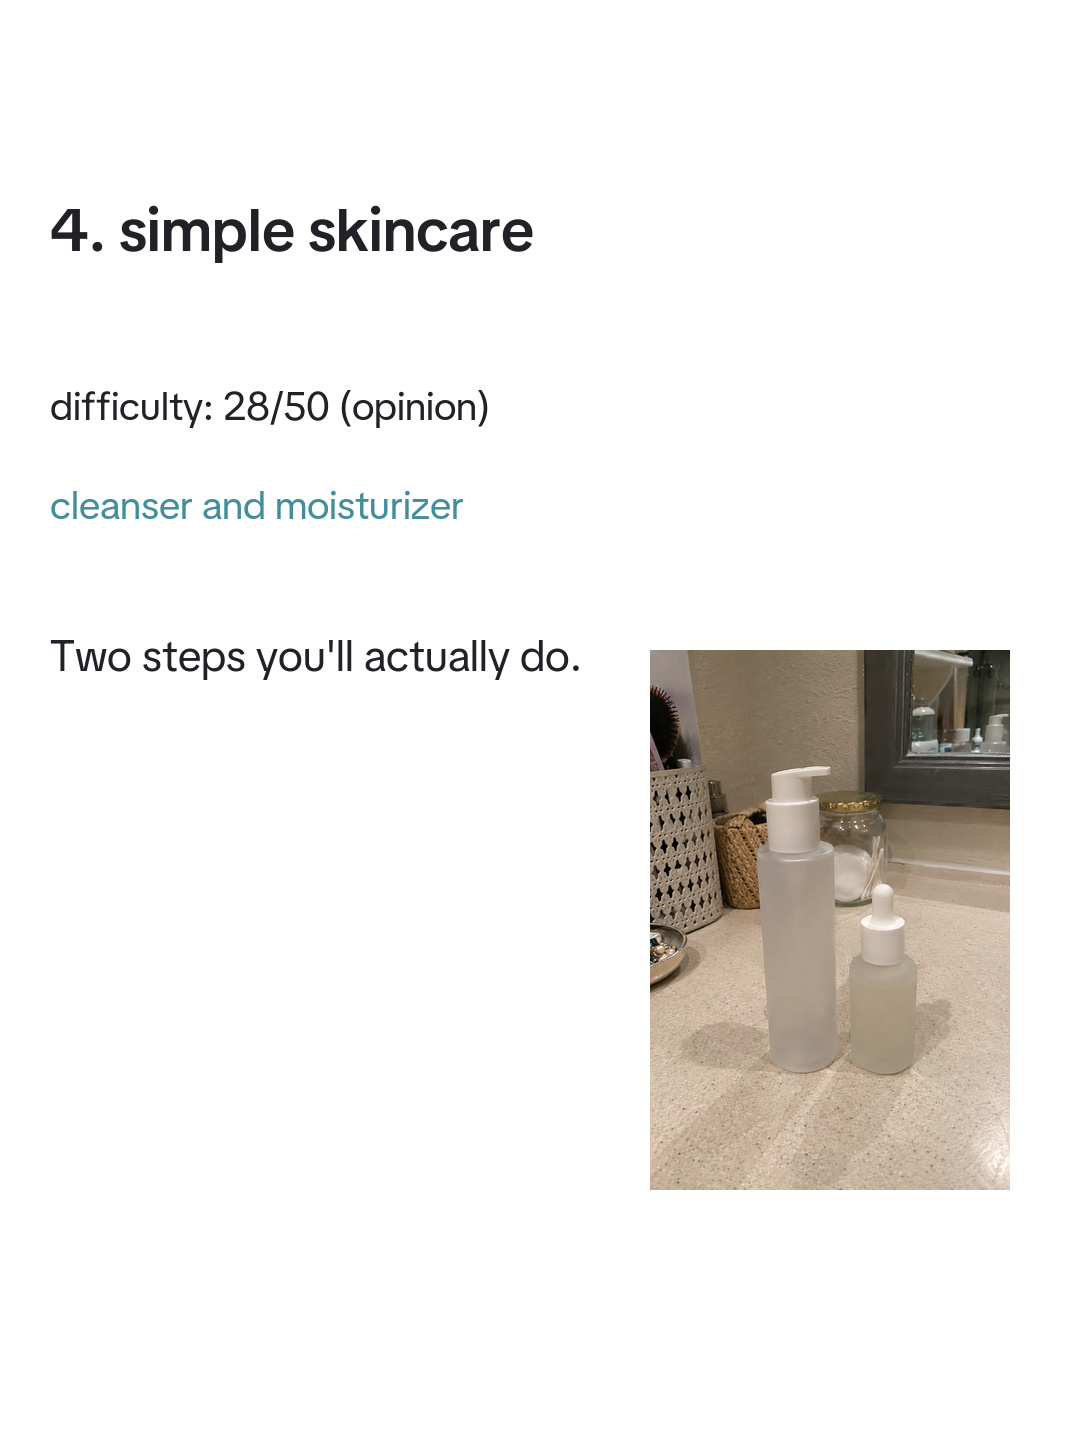 4. simple skincare
difficulty: 28/50 (opinion)
cleanser and moisturizer
Two steps you'll actually do.